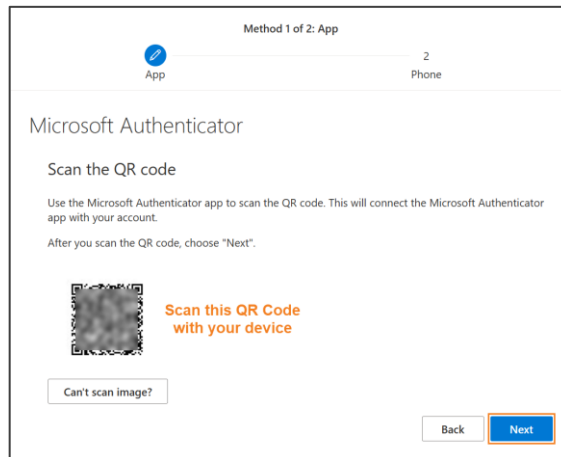 Method 1 of 2: App
2
App
Phone
Microsoft Authenticator
Scan the QR code
Use the Microsoft Authenticator app to scan the QR code. This will connect the Microsoft Authenticator
app with your account.
After you scan the QR code, choose "Next".
Scan this QR Code
with your device
Can't scan image?
Back
Next